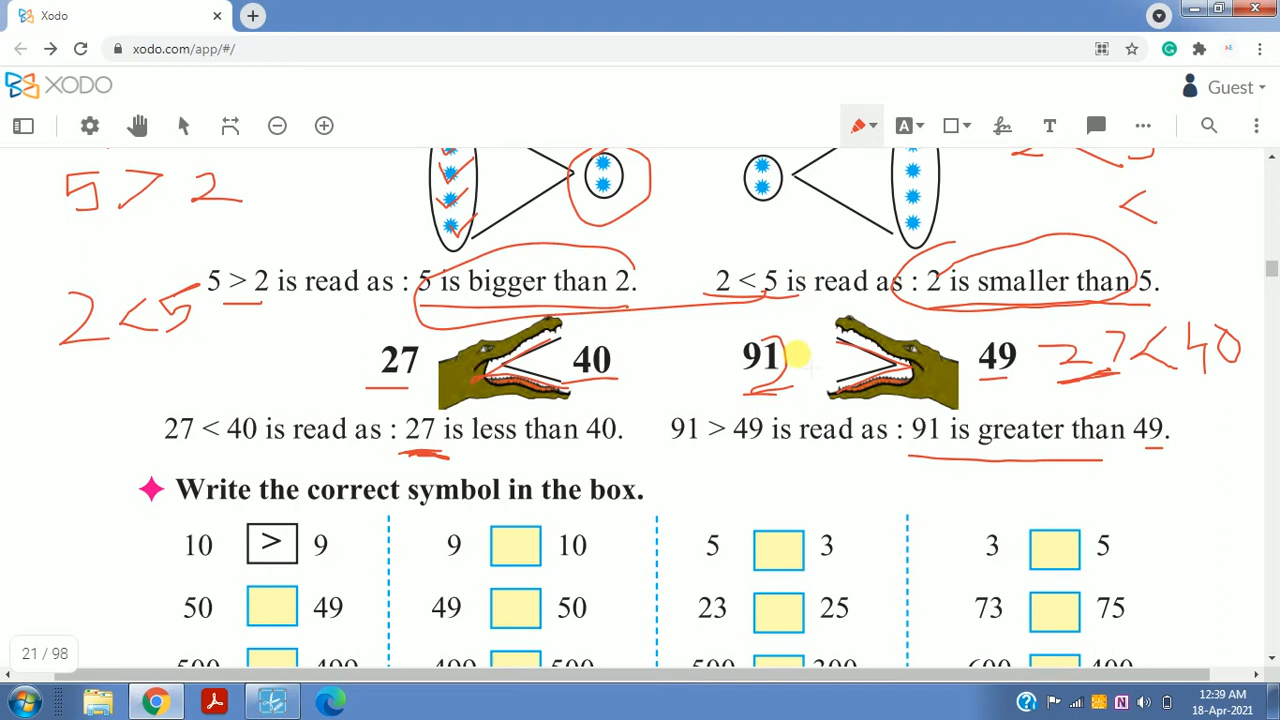 Xodo
xodo.com/app/#/
XODO
Guest
5 > 2
2 < 5
<
5 > 2 is read as : 5 is bigger than 2.
2 < 5 is read as : 2 is smaller than 5.
2 < 5
27 40
91 49
27 < 40
27 < 40 is read as : 27 is less than 40.
91 > 49 is read as : 91 is greater than 49.
Write the correct symbol in the box.
10 > 9 9 10 5 3 3 5
50 49 49 50 23 25 73 75
21 / 98
12:39 AM
18-Apr-2021